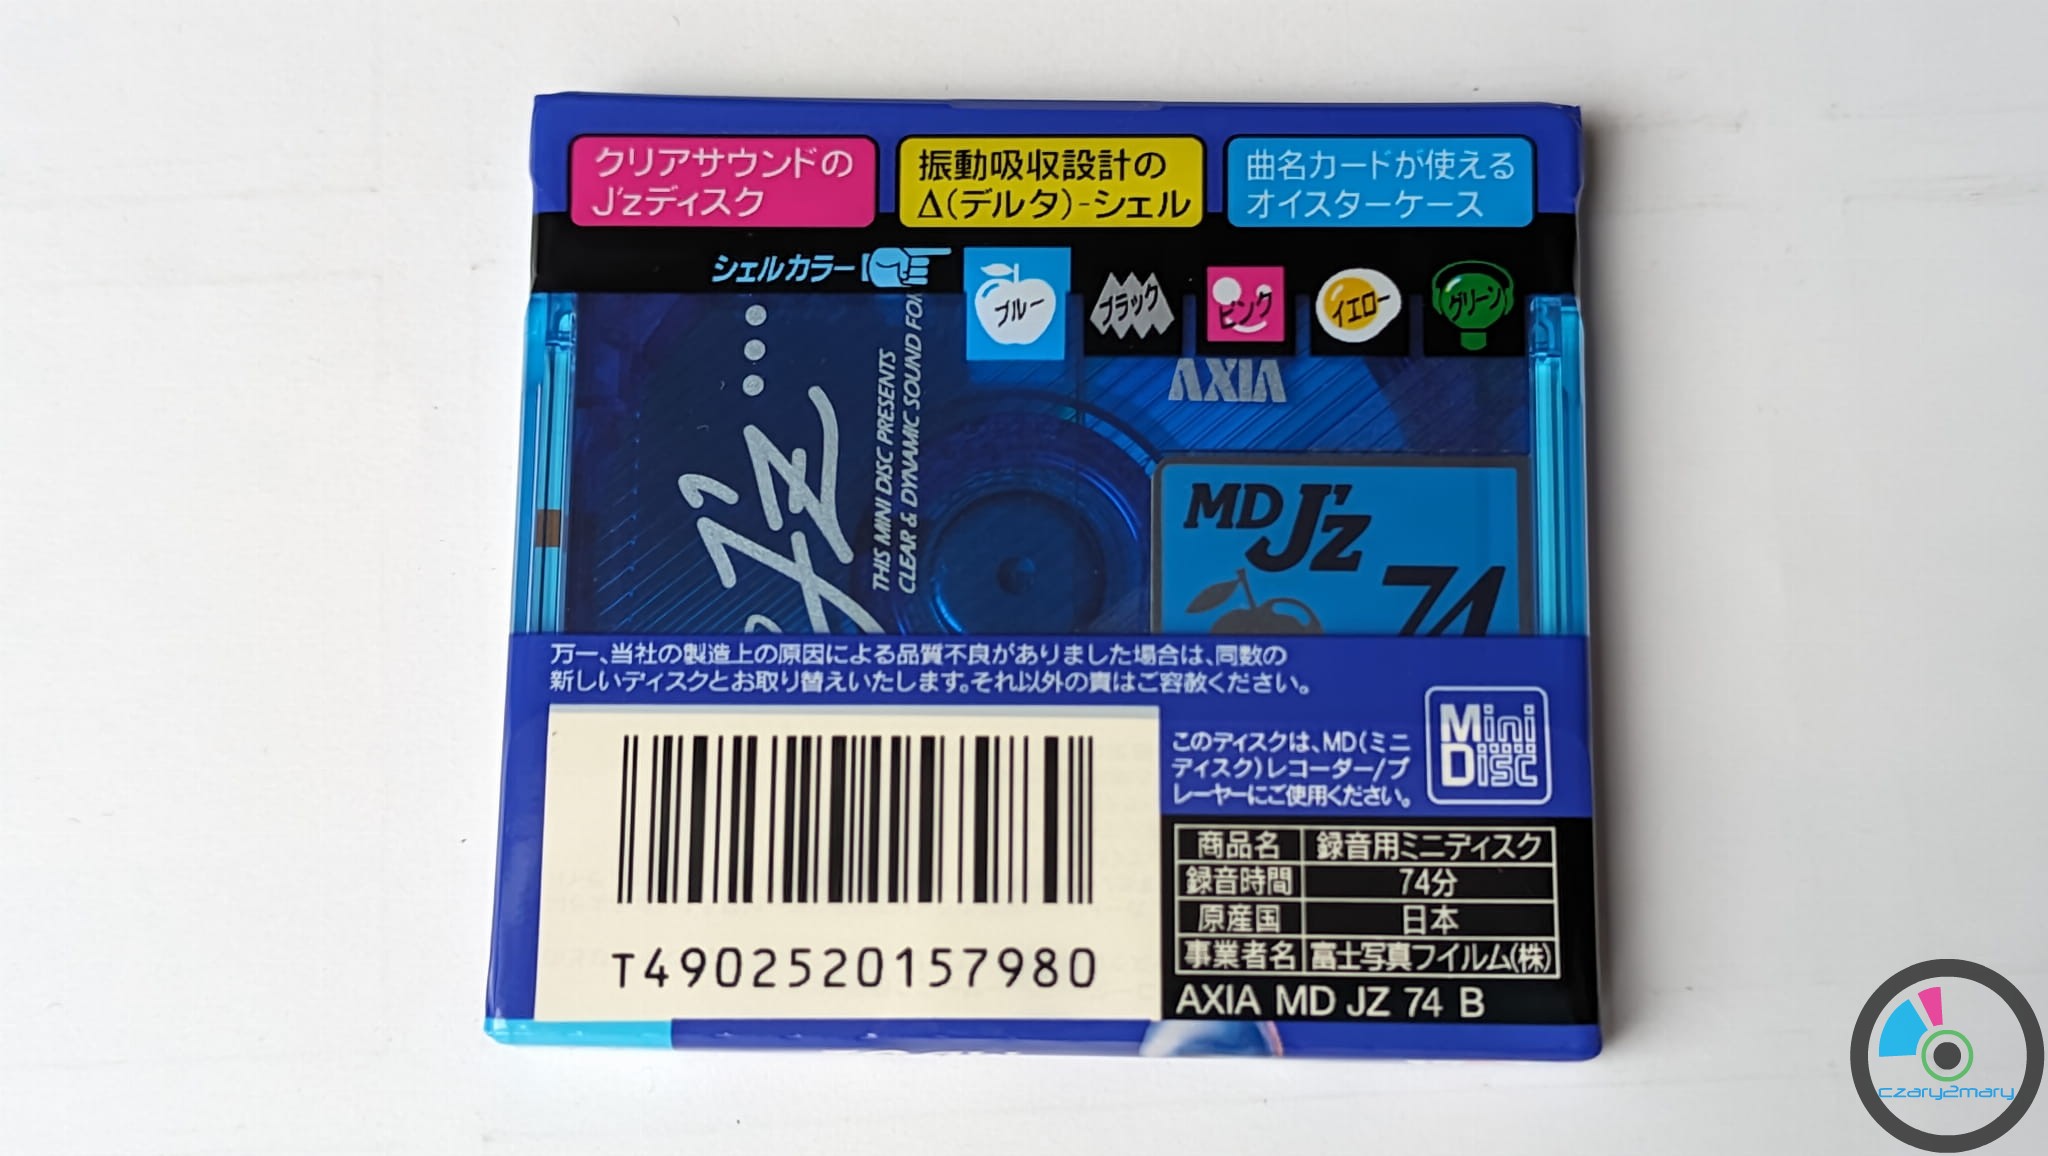 クリアサウンドの
J'zディスク
振動吸収設計の
Δ(デルタ)-シェル
曲名カードが使える
オイスターケース
シェルカラー
ブルー
ブラック
ピンク
イエロー
グリーン
J'z
THIS MINI DISC PRESENTS
CLEAR & DYNAMIC SOUND FOR
AXIA
MD J'z
74
万一、当社の製造上の原因による品質不良がありました場合は、同数の
新しいディスクとお取り替えいたします。それ以外の責はご容赦ください。
T4902520157980
このディスクは、MD(ミニ
ディスク)レコーダー/プ
レーヤーにご使用ください。
Mini
Disc
商品名 録音用ミニディスク
録音時間 74分
原産国 日本
事業者名 富士写真フイルム(株)
AXIA MD JZ 74 B
czary2mary